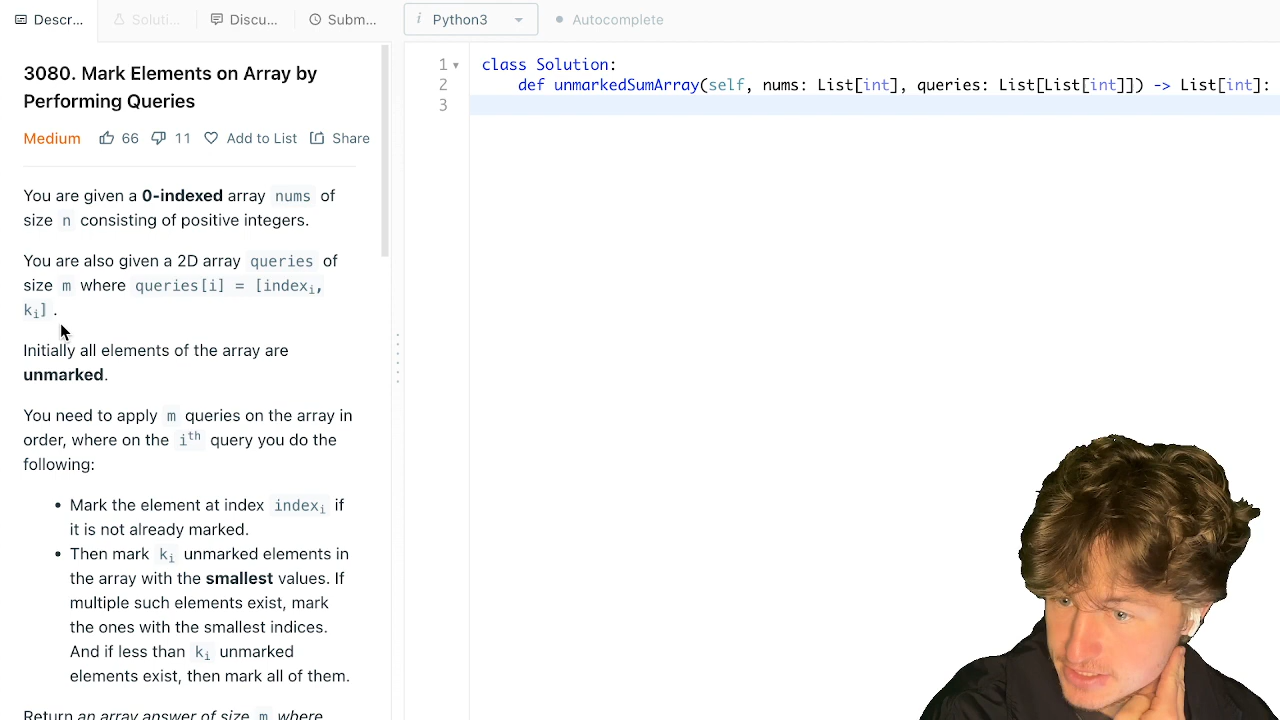 Descr...
Soluti...
Discu...
Subm...
i Python3
Autocomplete
3080. Mark Elements on Array by
Performing Queries
Medium 66 11 Add to List Share
You are given a 0-indexed array nums of
size n consisting of positive integers.
You are also given a 2D array queries of
size m where queries[i] = [indexi,
ki].
Initially all elements of the array are
unmarked.
You need to apply m queries on the array in
order, where on the ith query you do the
following:
• Mark the element at index indexi if
it is not already marked.
• Then mark ki unmarked elements in
the array with the smallest values. If
multiple such elements exist, mark
the ones with the smallest indices.
And if less than ki unmarked
elements exist, then mark all of them.
Return an array answer of size m where
1 class Solution:
2 def unmarkedSumArray(self, nums: List[int], queries: List[List[int]]) -> List[int]:
3